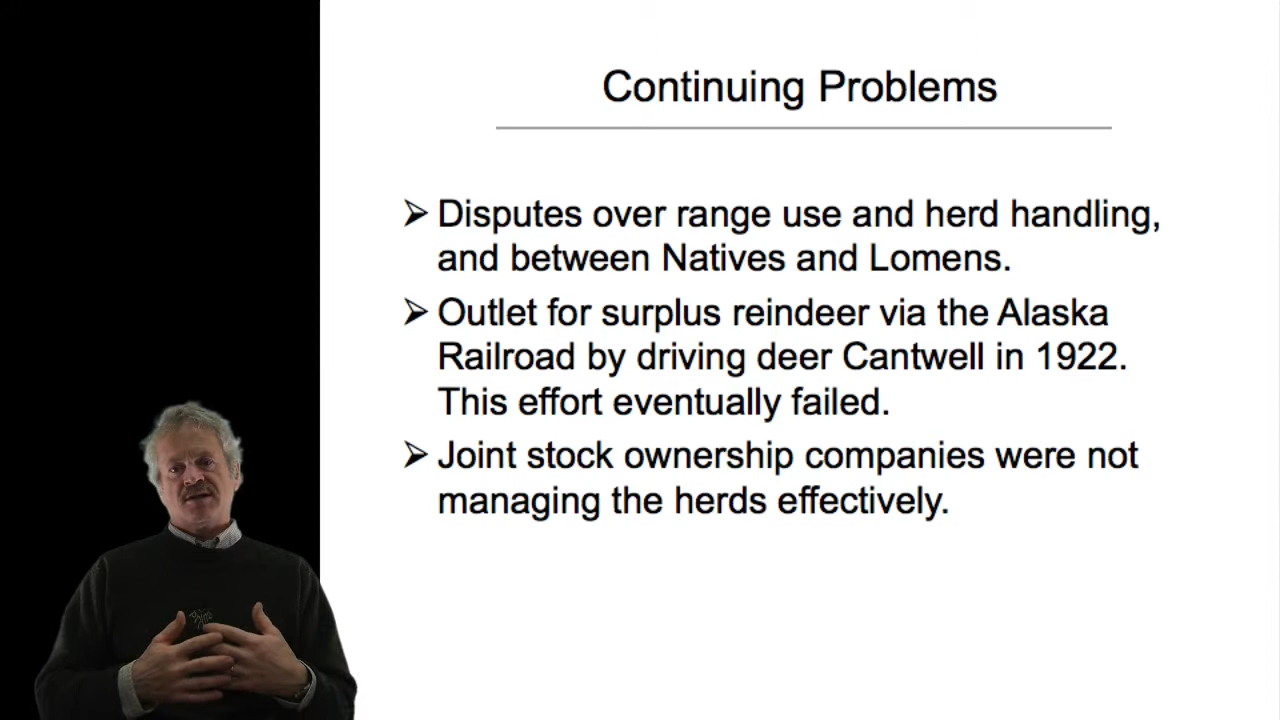 Continuing Problems
➢ Disputes over range use and herd handling,
and between Natives and Lomens.
➢ Outlet for surplus reindeer via the Alaska
Railroad by driving deer Cantwell in 1922.
This effort eventually failed.
➢ Joint stock ownership companies were not
managing the herds effectively.